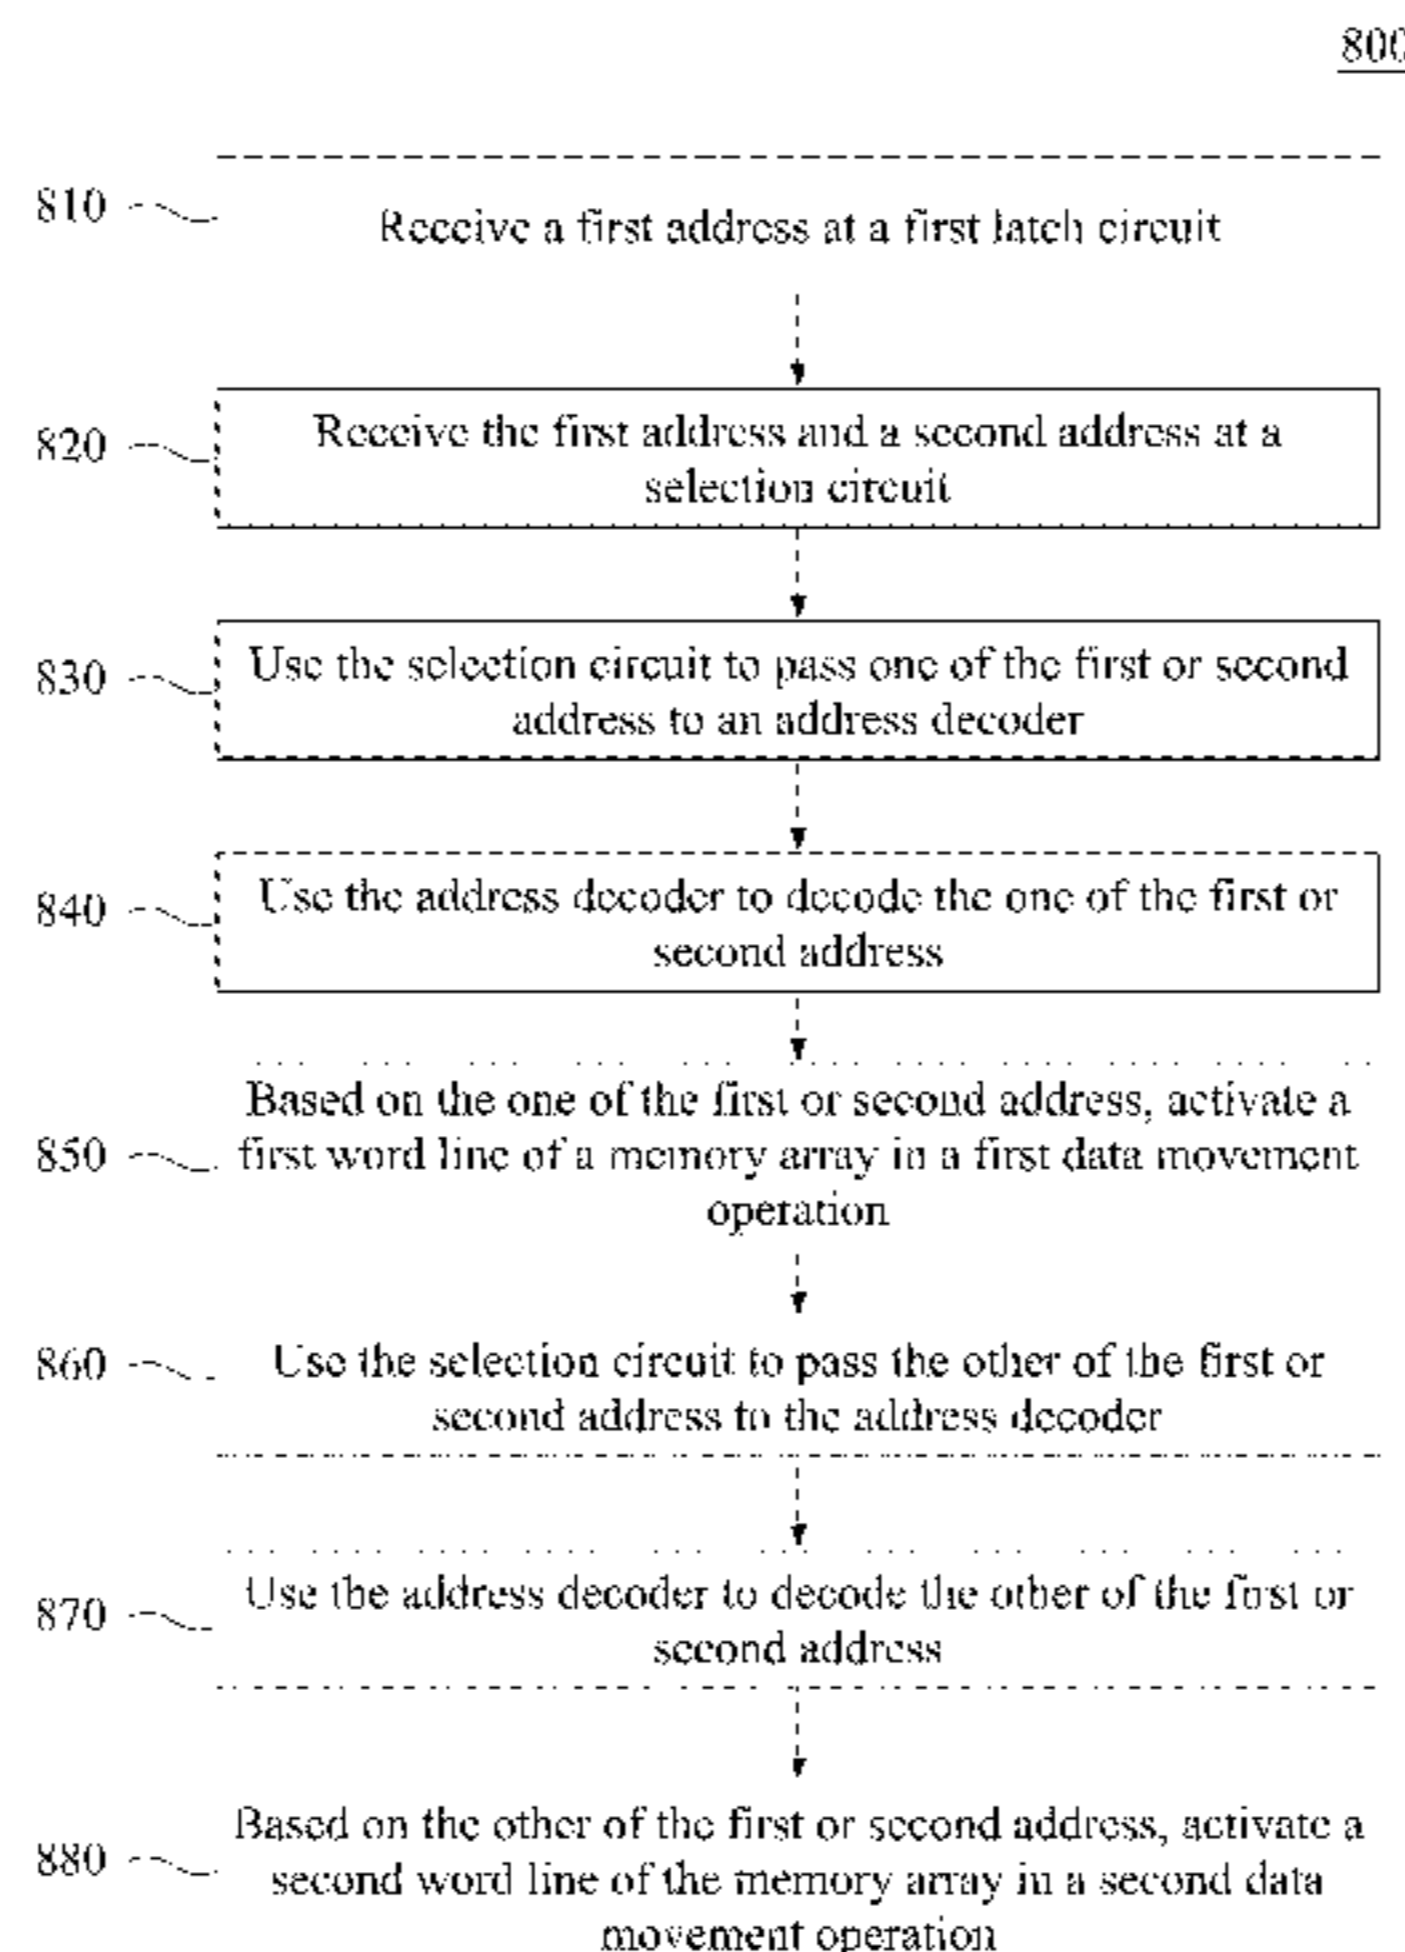 800
810
Receive a first address at a first latch circuit
820
Receive the first address and a second address at a
selection circuit
830
Use the selection circuit to pass one of the first or second
address to an address decoder
840
Use the address decoder to decode the one of the first or
second address
Based on the one of the first or second address, activate a
850
first word line of a memory array in a first data movement
operation
860
Use the selection circuit to pass the other of the first or
second address to the address decoder
870
Use the address decoder to decode the other of the first or
second address
Based on the other of the first or second address, activate a
880
second word line of the memory array in a second data
movement operation